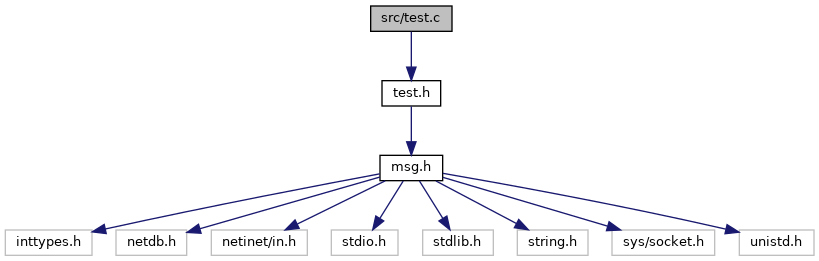 src/test.c
test.h
msg.h
inttypes.h
netdb.h
netinet/in.h
stdio.h
stdlib.h
string.h
sys/socket.h
unistd.h